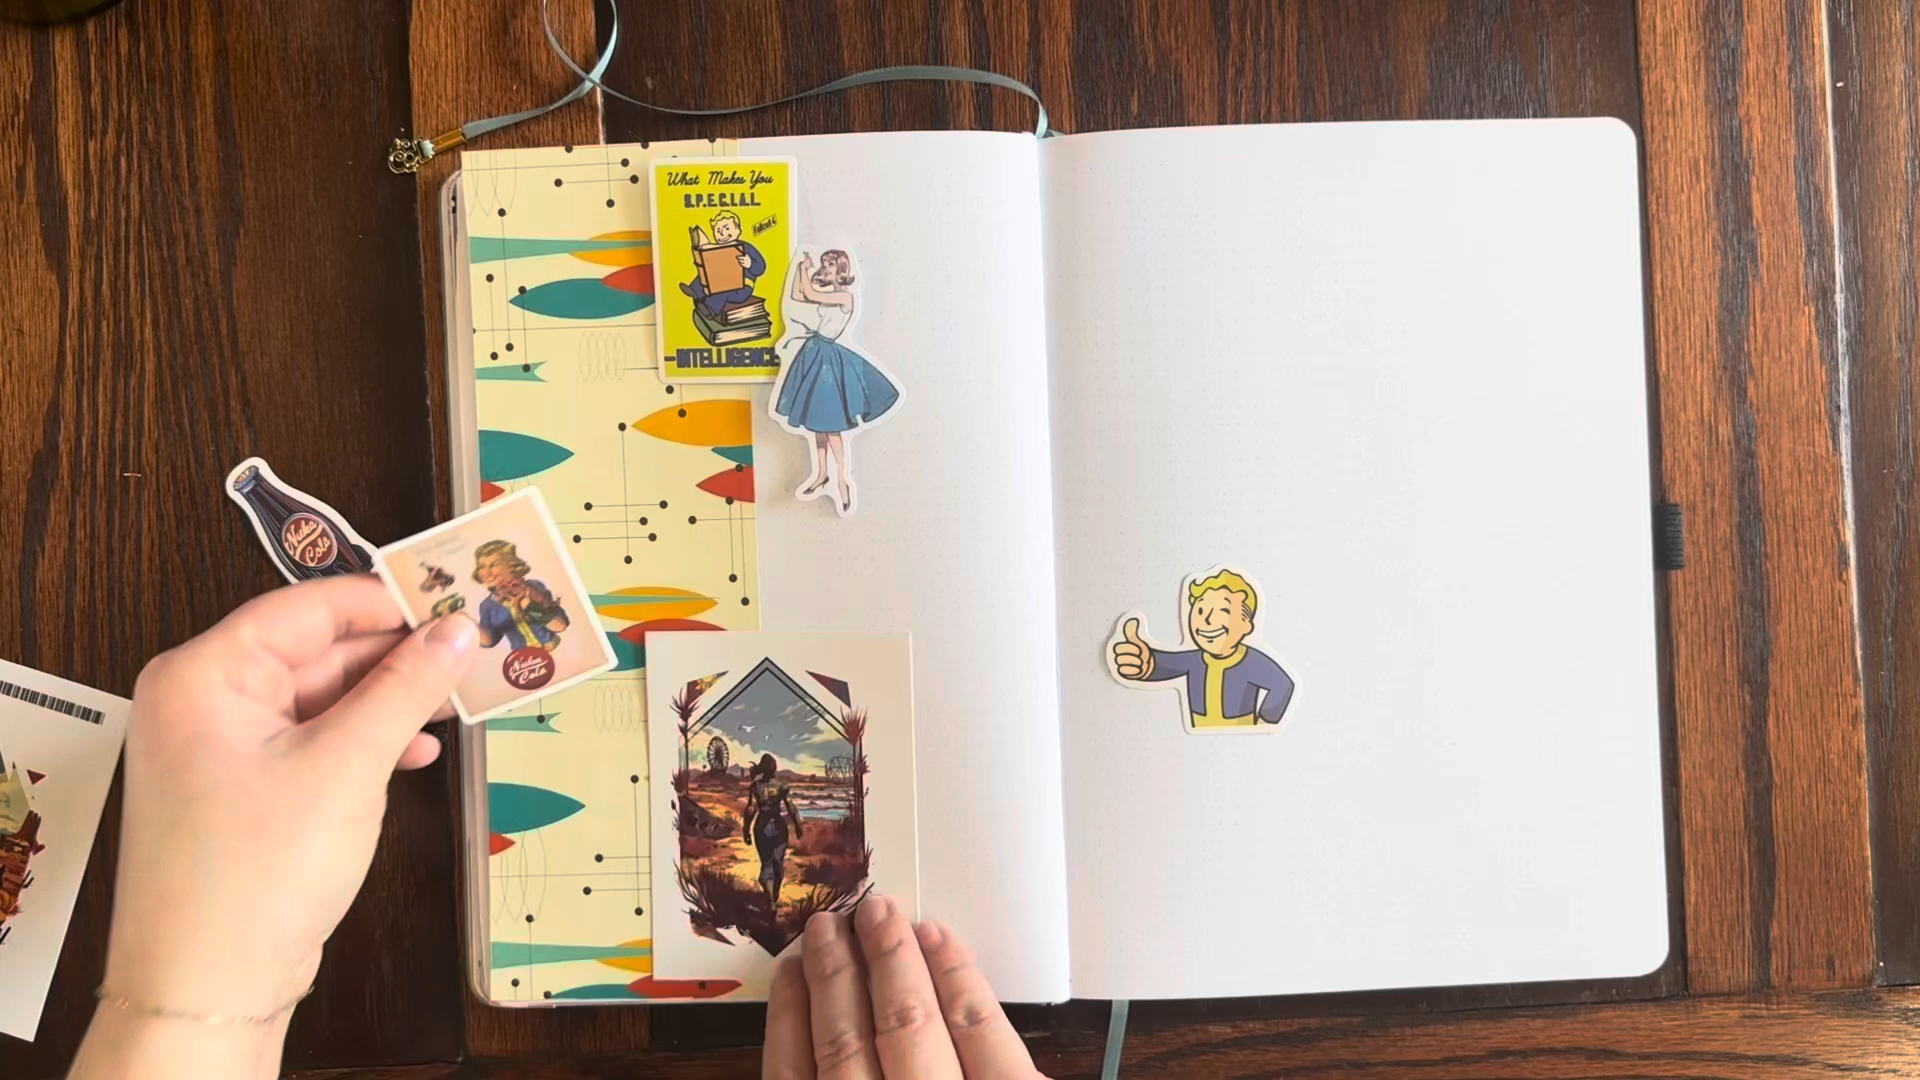 What Makes You
S.P.E.C.I.A.L.
Fallout 4
INTELLIGENCE
Nuka
Cola
Nuka
Cola